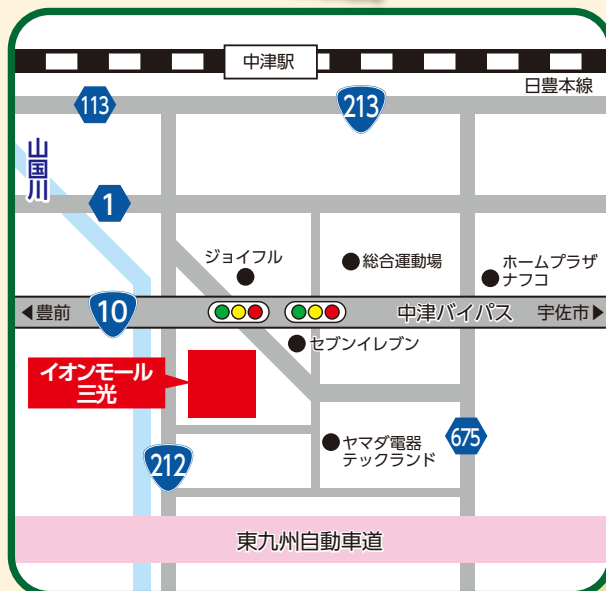 中津駅
日豊本線
113
213
山国川
1
ジョイフル
総合運動場
ホームプラザ
ナフコ
◀豊前
10
中津バイパス
宇佐市▶
セブンイレブン
イオンモール
三光
ヤマダ電器
テックランド
675
212
東九州自動車道